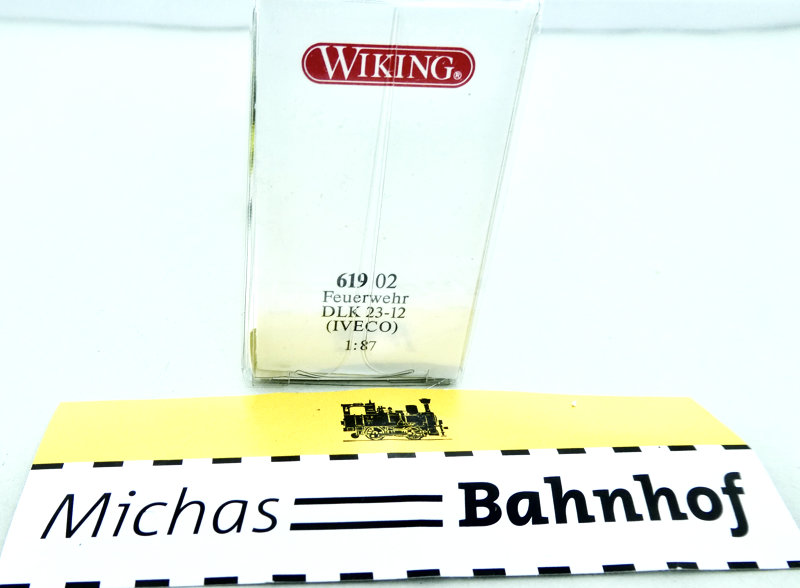 WIKING®
619 02
Feuerwehr
DLK 23-12
(IVECO)
1:87
Michas Bahnhof